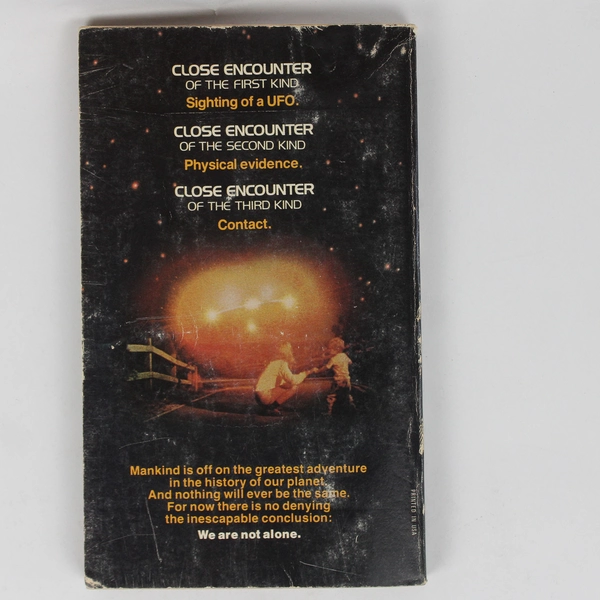 CLOSE ENCOUNTER
OF THE FIRST KIND
Sighting of a UFO.
CLOSE ENCOUNTER
OF THE SECOND KIND
Physical evidence.
CLOSE ENCOUNTER
OF THE THIRD KIND
Contact.
Mankind is off on the greatest adventure
in the history of our planet.
And nothing will ever be the same.
For now there is no denying
the inescapable conclusion:
We are not alone.
PRINTED IN USA